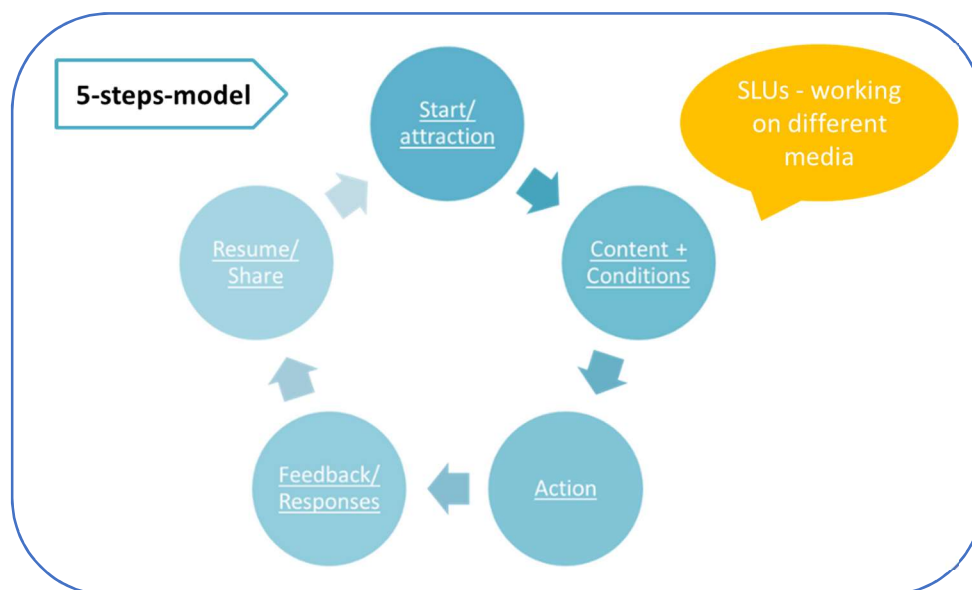 5-steps-model
Start/
attraction
SLUs - working
on different
media
Content +
Conditions
Action
Feedback/
Responses
Resume/
Share